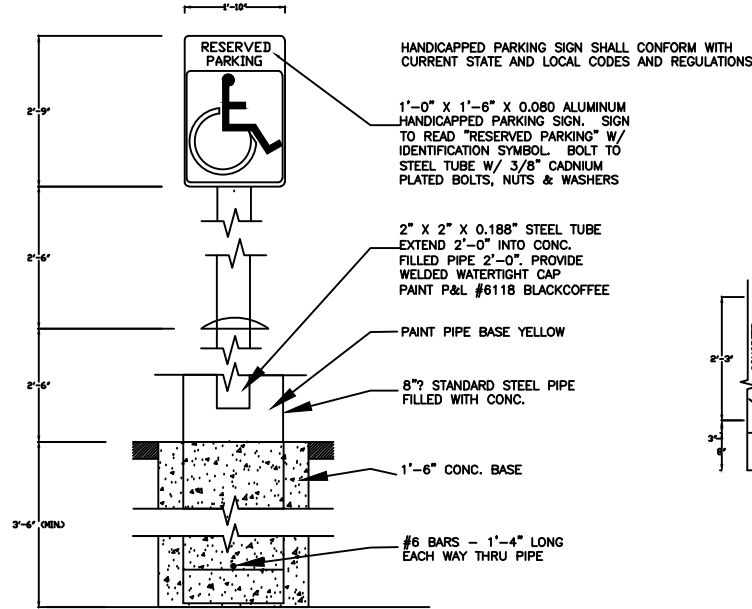 1'-10"
RESERVED
PARKING
HANDICAPPED PARKING SIGN SHALL CONFORM WITH
CURRENT STATE AND LOCAL CODES AND REGULATIONS
2'-9"
1'-0" X 1'-6" X 0.080 ALUMINUM
HANDICAPPED PARKING SIGN. SIGN
TO READ "RESERVED PARKING" W/
IDENTIFICATION SYMBOL. BOLT TO
STEEL TUBE W/ 3/8" CADNIUM
PLATED BOLTS, NUTS & WASHERS
2'-6"
2" X 2" X 0.188" STEEL TUBE
EXTEND 2'-0" INTO CONC.
FILLED PIPE 2'-0". PROVIDE
WELDED WATERTIGHT CAP
PAINT P&L #6118 BLACKCOFFEE
PAINT PIPE BASE YELLOW
2'-6"
8"? STANDARD STEEL PIPE
FILLED WITH CONC.
1'-6" CONC. BASE
3'-6" (MIN.)
#6 BARS - 1'-4" LONG
EACH WAY THRU PIPE
2'-3"
3"
8"